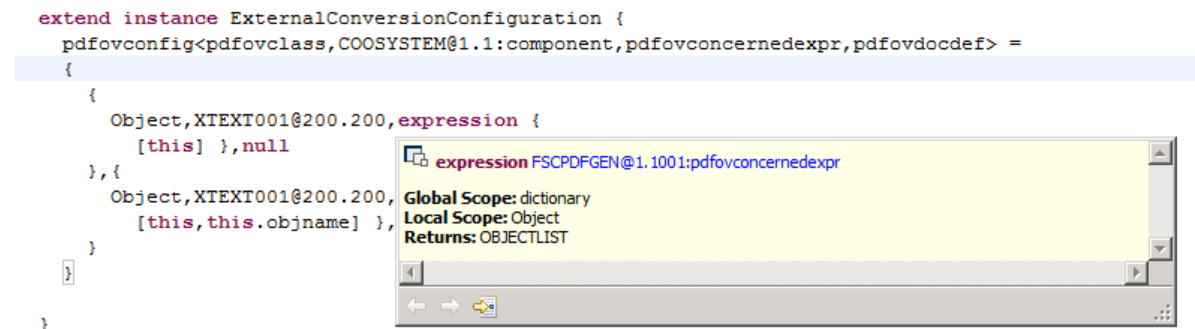 extend instance ExternalConversionConfiguration {
pdfovconfig<pdfovclass,COOSYSTEM@1.1:component,pdfovconcernedexpr,pdfovdocdef> =
{
{
Object,XTEXT001@200.200,expression {
[this] },null
},{
Object,XTEXT001@200.200,
[this,this.objname] },
}
}
}
expression FSCPDFGEN@1.1001:pdfovconcernedexpr
Global Scope: dictionary
Local Scope: Object
Returns: OBJECTLIST